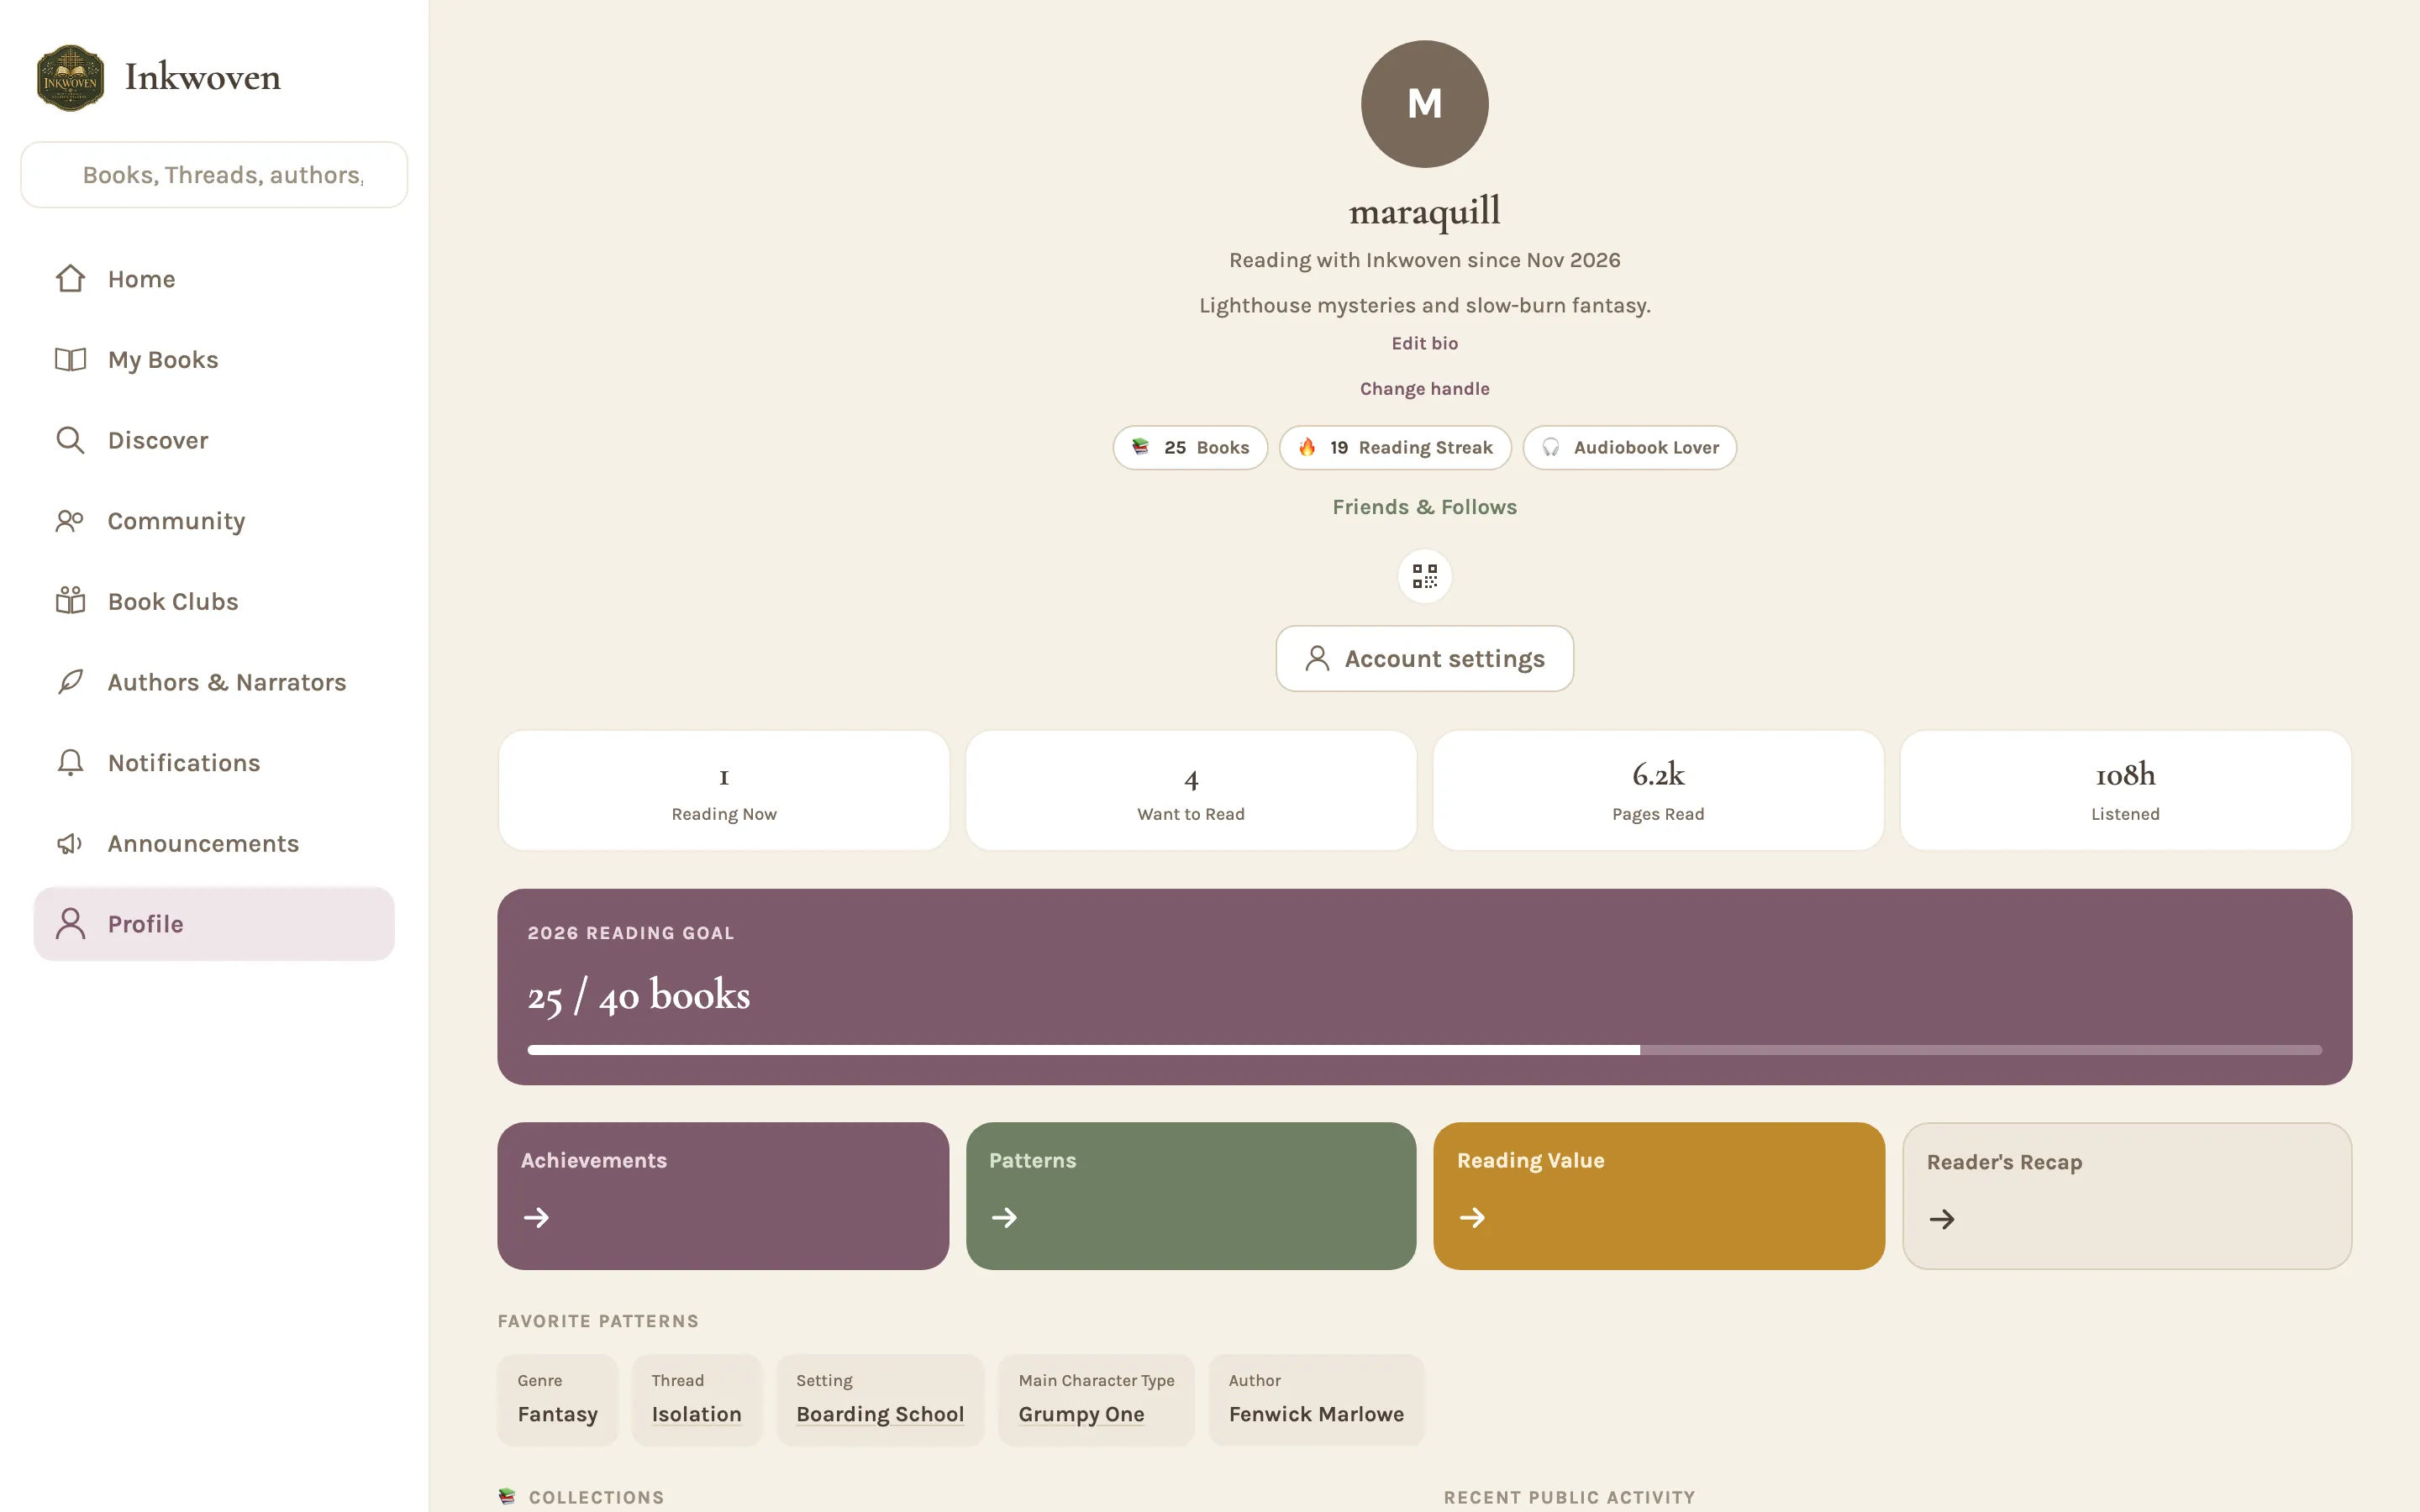 INKWOVEN
Inkwoven
Books, Threads, authors,
Home
My Books
Discover
Community
Book Clubs
Authors & Narrators
Notifications
Announcements
Profile
M
maraquill
Reading with Inkwoven since Nov 2026
Lighthouse mysteries and slow-burn fantasy.
Edit bio
Change handle
25 Books
19 Reading Streak
Audiobook Lover
Friends & Follows
Account settings
1
Reading Now
4
Want to Read
6.2k
Pages Read
108h
Listened
2026 READING GOAL
25 / 40 books
Achievements
Patterns
Reading Value
Reader's Recap
FAVORITE PATTERNS
Genre
Fantasy
Thread
Isolation
Setting
Boarding School
Main Character Type
Grumpy One
Author
Fenwick Marlowe
COLLECTIONS
RECENT PUBLIC ACTIVITY